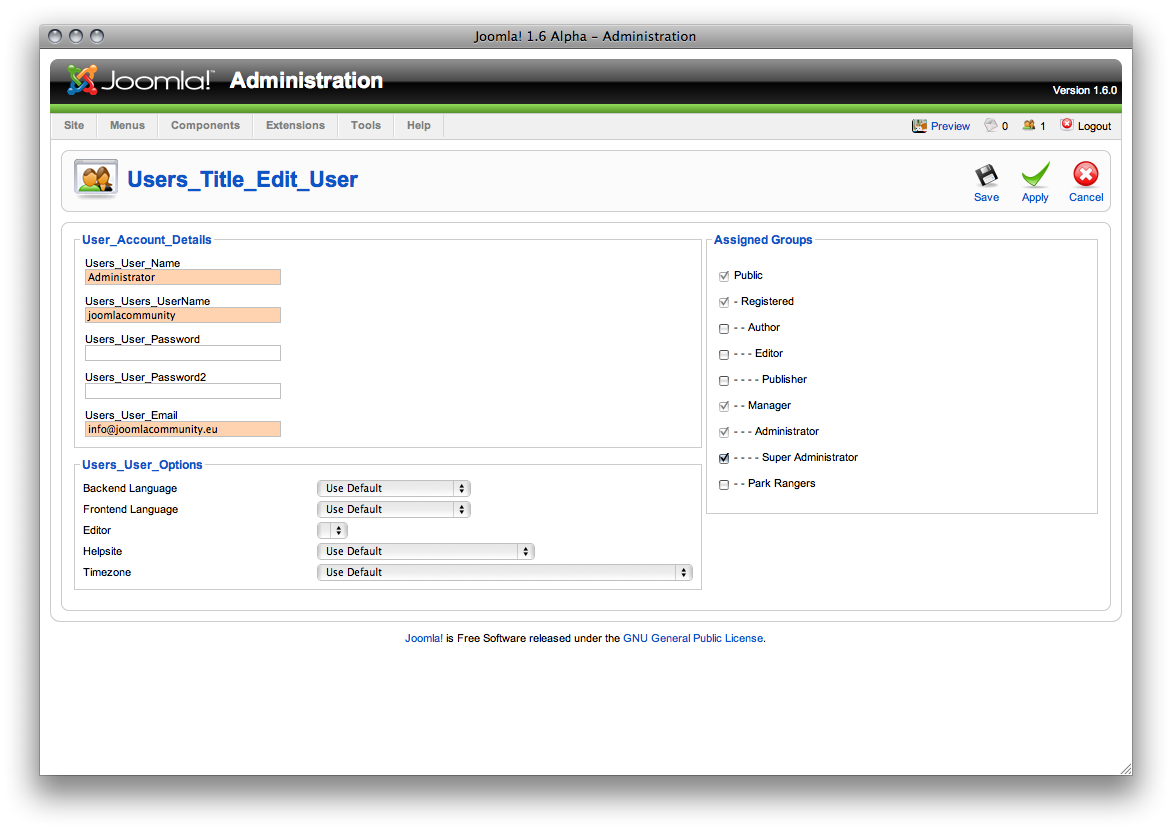 Joomla! 1.6 Alpha – Administration
Joomla!™ Administration
Version 1.6.0
Site Menus Components Extensions Tools Help Preview 0 1 Logout
Users_Title_Edit_User
Save Apply Cancel
User_Account_Details
Users_User_Name
Administrator
Users_Users_UserName
joomlacommunity
Users_User_Password
Users_User_Password2
Users_User_Email
info@joomlacommunity.eu
Users_User_Options
Backend Language Use Default
Frontend Language Use Default
Editor
Helpsite Use Default
Timezone Use Default
Assigned Groups
Public
- Registered
- - Author
- - - Editor
- - - - Publisher
- - Manager
- - - Administrator
- - - - Super Administrator
- - Park Rangers
Joomla! is Free Software released under the GNU General Public License.